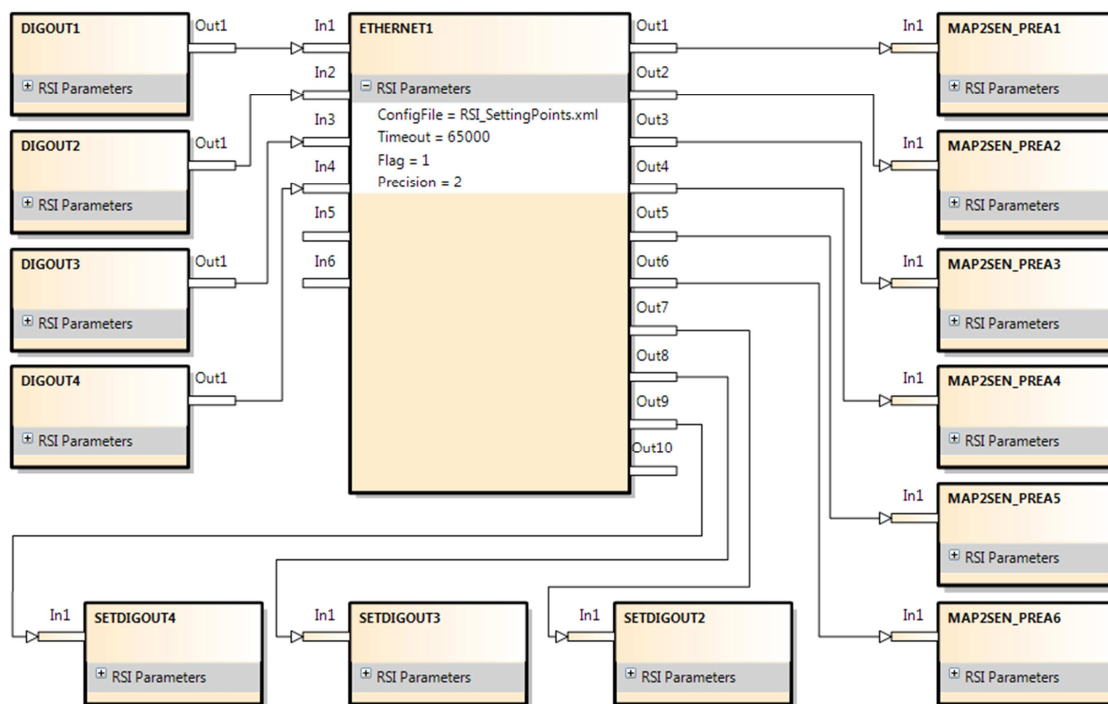 DIGOUT1
Out1
RSI Parameters
DIGOUT2
Out1
RSI Parameters
DIGOUT3
Out1
RSI Parameters
DIGOUT4
Out1
RSI Parameters
In1
In2
In3
In4
In5
In6
ETHERNET1
RSI Parameters
ConfigFile = RSI_SettingPoints.xml
Timeout = 65000
Flag = 1
Precision = 2
Out1
Out2
Out3
Out4
Out5
Out6
Out7
Out8
Out9
Out10
In1
MAP2SEN_PREA1
RSI Parameters
In1
MAP2SEN_PREA2
RSI Parameters
In1
MAP2SEN_PREA3
RSI Parameters
In1
MAP2SEN_PREA4
RSI Parameters
In1
MAP2SEN_PREA5
RSI Parameters
In1
MAP2SEN_PREA6
RSI Parameters
In1
SETDIGOUT4
RSI Parameters
In1
SETDIGOUT3
RSI Parameters
In1
SETDIGOUT2
RSI Parameters